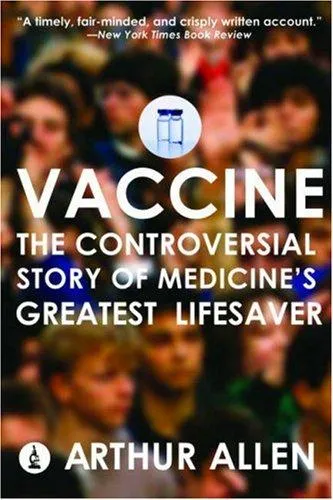 "A timely, fair-minded, and crisply written account."
—New York Times Book Review
VACCINE
THE CONTROVERSIAL
STORY OF MEDICINE'S
GREATEST LIFESAVER
ARTHUR ALLEN